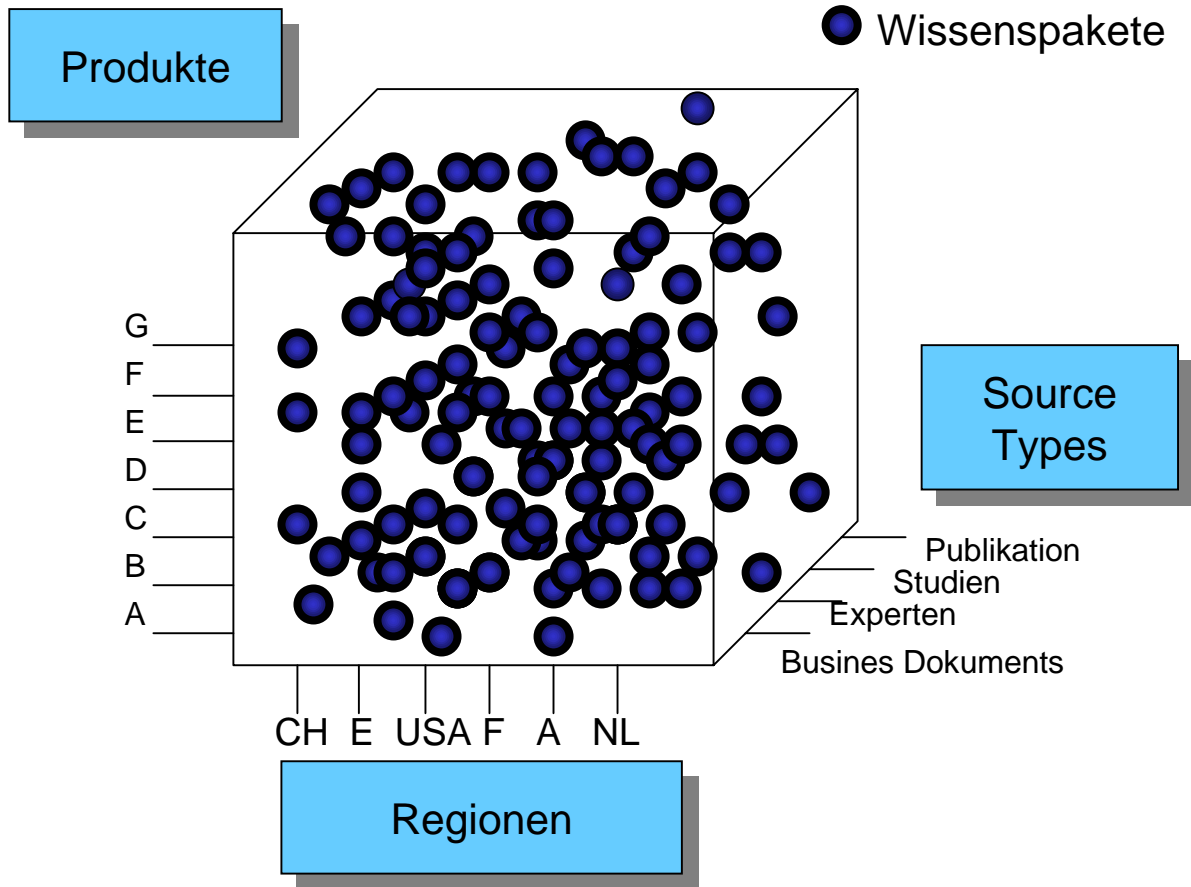 Produkte
Wissenspakete
G
F
E
D
C
B
A
Source
Types
Publikation
Studien
Experten
Busines Dokuments
CH E USA F A NL
Regionen